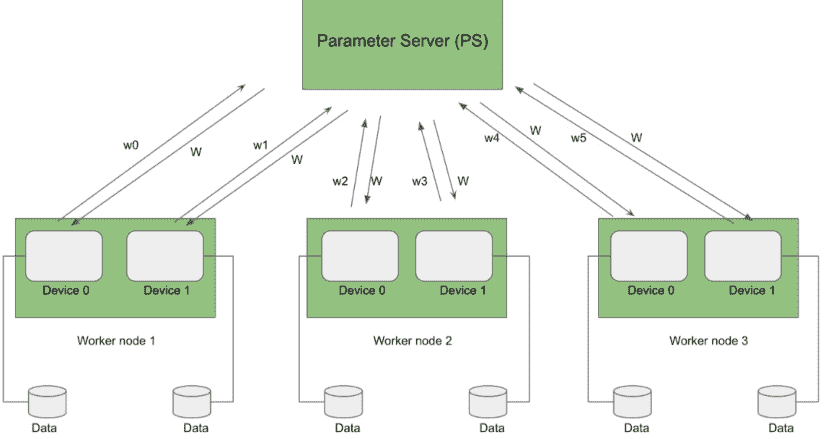 Parameter Server (PS)
w0
W
w1
W
w2
W
w3
W
w4
W
w5
W
Device 0
Device 1
Device 0
Device 1
Device 0
Device 1
Worker node 1
Worker node 2
Worker node 3
Data
Data
Data
Data
Data
Data